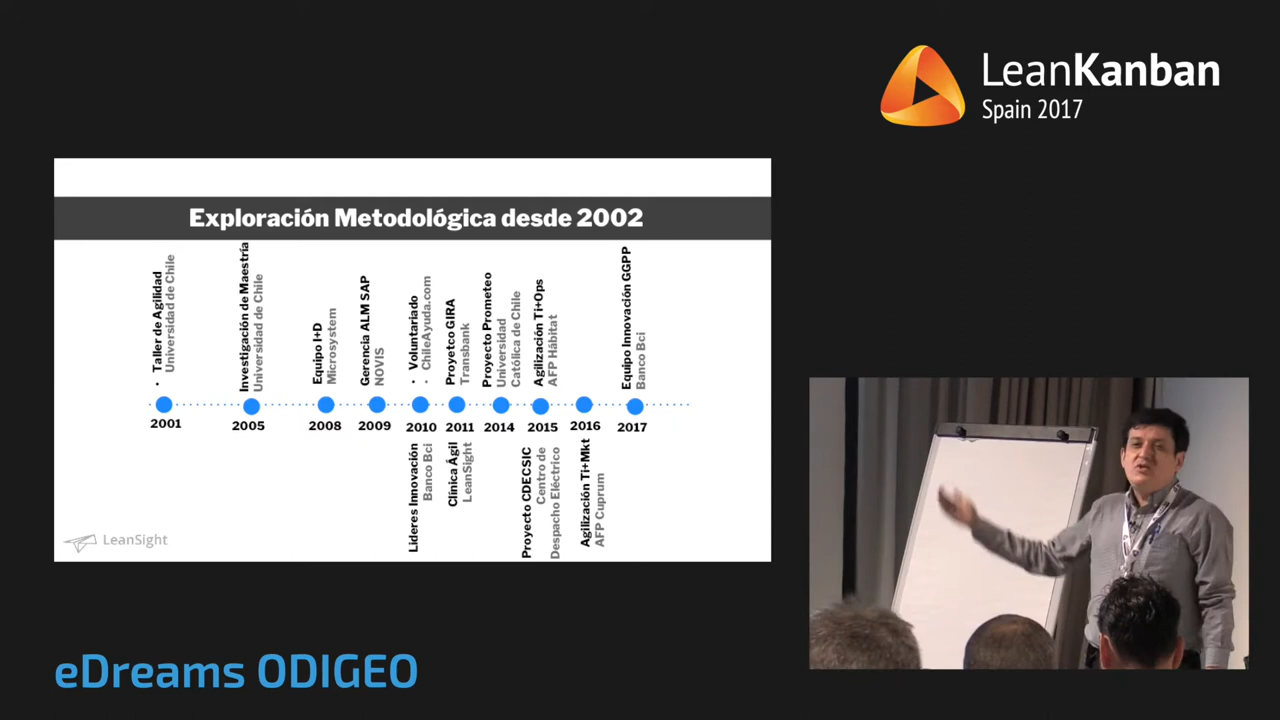 LeanKanban
Spain 2017
Exploración Metodológica desde 2002
• Taller de Agilidad
Universidad de Chile
Investigación de Maestría
Universidad de Chile
Equipo I+D
Microsystem
Gerencia ALM SAP
NOVIS
• Voluntariado
• ChileAyuda.com
Proyetco GIRA
Transbank
Proyecto Prometeo
Universidad
Católica de Chile
Agilización Ti+Ops
AFP Hábitat
Equipo Innovación GGPP
Banco Bci
2001
2005
2008
2009
2010
2011
2014
2015
2016
2017
Lideres Innovación
Banco Bci
Clínica Ágil
LeanSight
Proyecto CDECSIC
Centro de
Despacho Eléctrico
Agilización Ti+Mkt
AFP Cuprum
LeanSight
eDreams ODIGEO